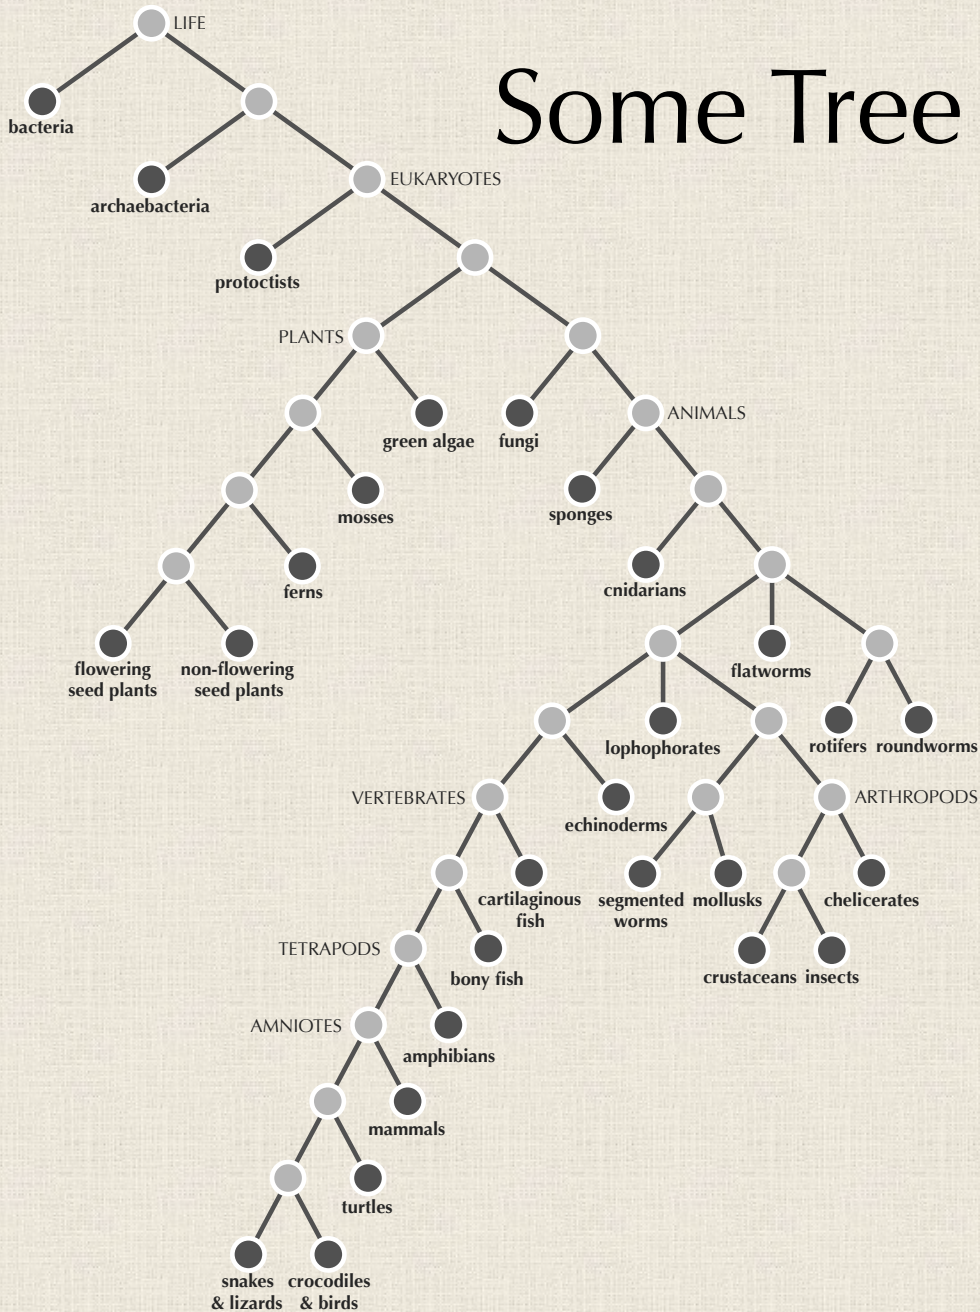 LIFE
Some Tree
bacteria
EUKARYOTES
archaebacteria
protoctists
PLANTS
ANIMALS
green algae
fungi
mosses
sponges
ferns
cnidarians
flowering
seed plants
non-flowering
seed plants
flatworms
lophophorates
rotifers
roundworms
VERTEBRATES
ARTHROPODS
echinoderms
cartilaginous
fish
segmented
worms
mollusks
chelicerates
TETRAPODS
bony fish
crustaceans
insects
AMNIOTES
amphibians
mammals
turtles
snakes
& lizards
crocodiles
& birds